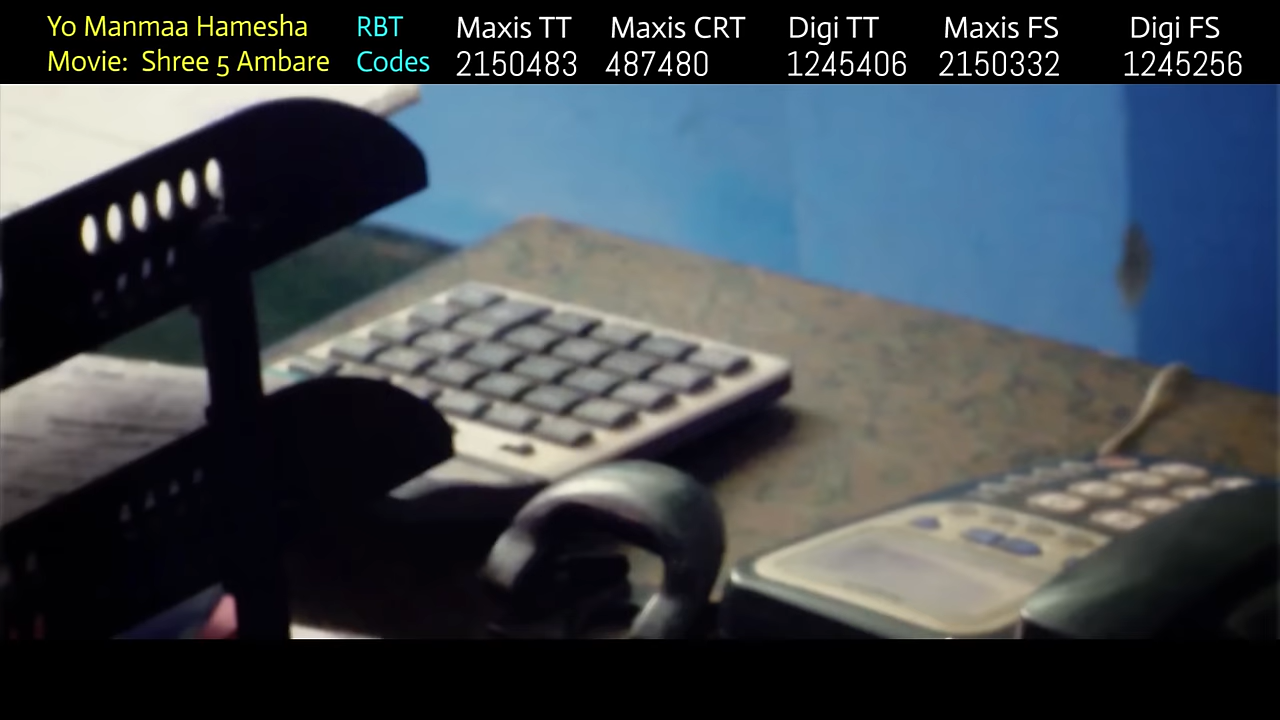 Yo Manmaa Hamesha RBT Maxis TT Maxis CRT Digi TT Maxis FS Digi FS
Movie: Shree 5 Ambare Codes 2150483 487480 1245406 2150332 1245256